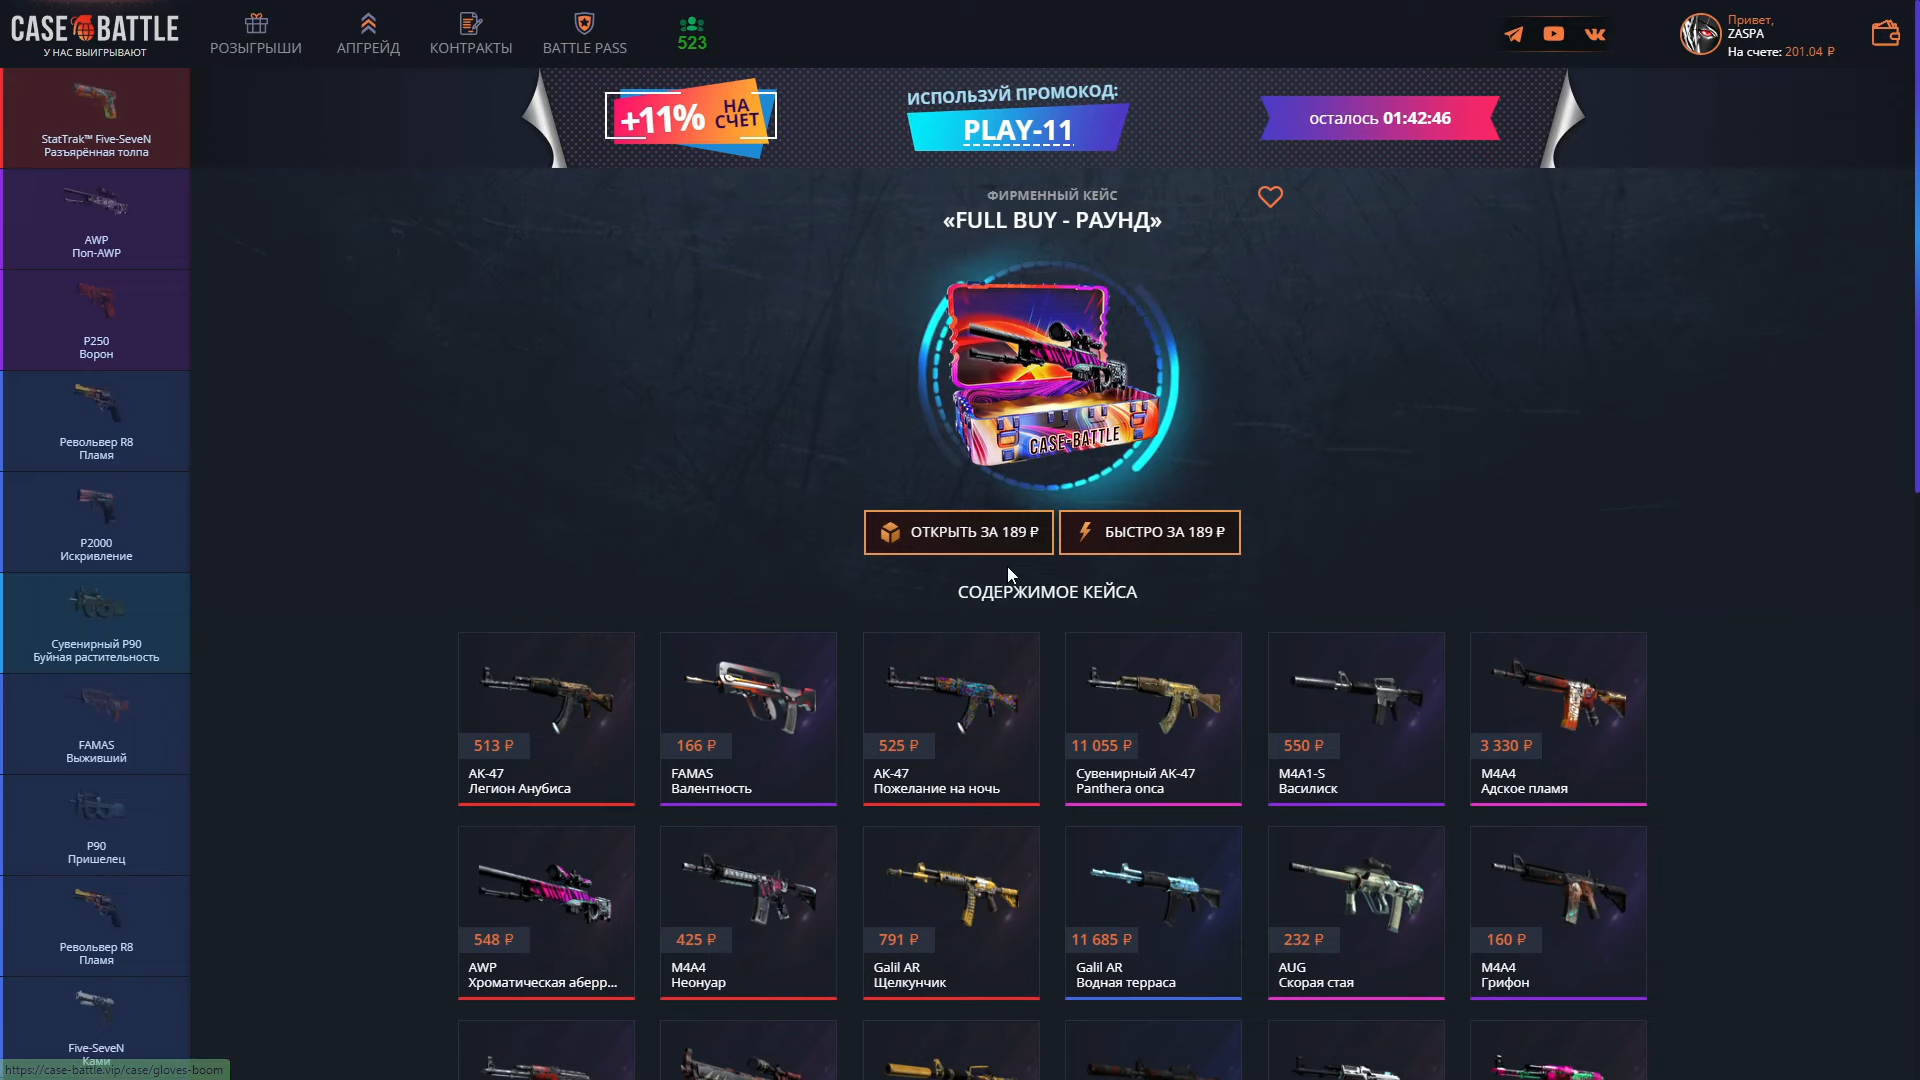 CASE BATTLE
У НАС ВЫИГРЫВАЮТ
РОЗЫГРЫШИ
АПГРЕЙД
КОНТРАКТЫ
BATTLE PASS
523
Привет,
ZASPA
На счете: 201.04 ₽
+11% НА СЧЕТ
ИСПОЛЬЗУЙ ПРОМОКОД:
PLAY-11
осталось 01:42:46
StatTrak™ Five-SeveN
Разъярённая толпа
AWP
Поп-AWP
P250
Ворон
Револьвер R8
Пламя
P2000
Искривление
Сувенирный P90
Буйная растительность
FAMAS
Выживший
P90
Пришелец
Револьвер R8
Пламя
Five-SeveN
Ками
https://case-battle.vip/case/gloves-boom
ФИРМЕННЫЙ КЕЙС
«FULL BUY - РАУНД»
CASE-BATTLE
ОТКРЫТЬ ЗА 189 ₽
БЫСТРО ЗА 189 ₽
СОДЕРЖИМОЕ КЕЙСА
513 ₽
АК-47
Легион Анубиса
166 ₽
FAMAS
Валентность
525 ₽
АК-47
Пожелание на ночь
11 055 ₽
Сувенирный АК-47
Panthera onca
550 ₽
M4A1-S
Василиск
3 330 ₽
M4A4
Адское пламя
548 ₽
AWP
Хроматическая аберр...
425 ₽
M4A4
Неонуар
791 ₽
Galil AR
Щелкунчик
11 685 ₽
Galil AR
Водная терраса
232 ₽
AUG
Скорая стая
160 ₽
M4A4
Грифон